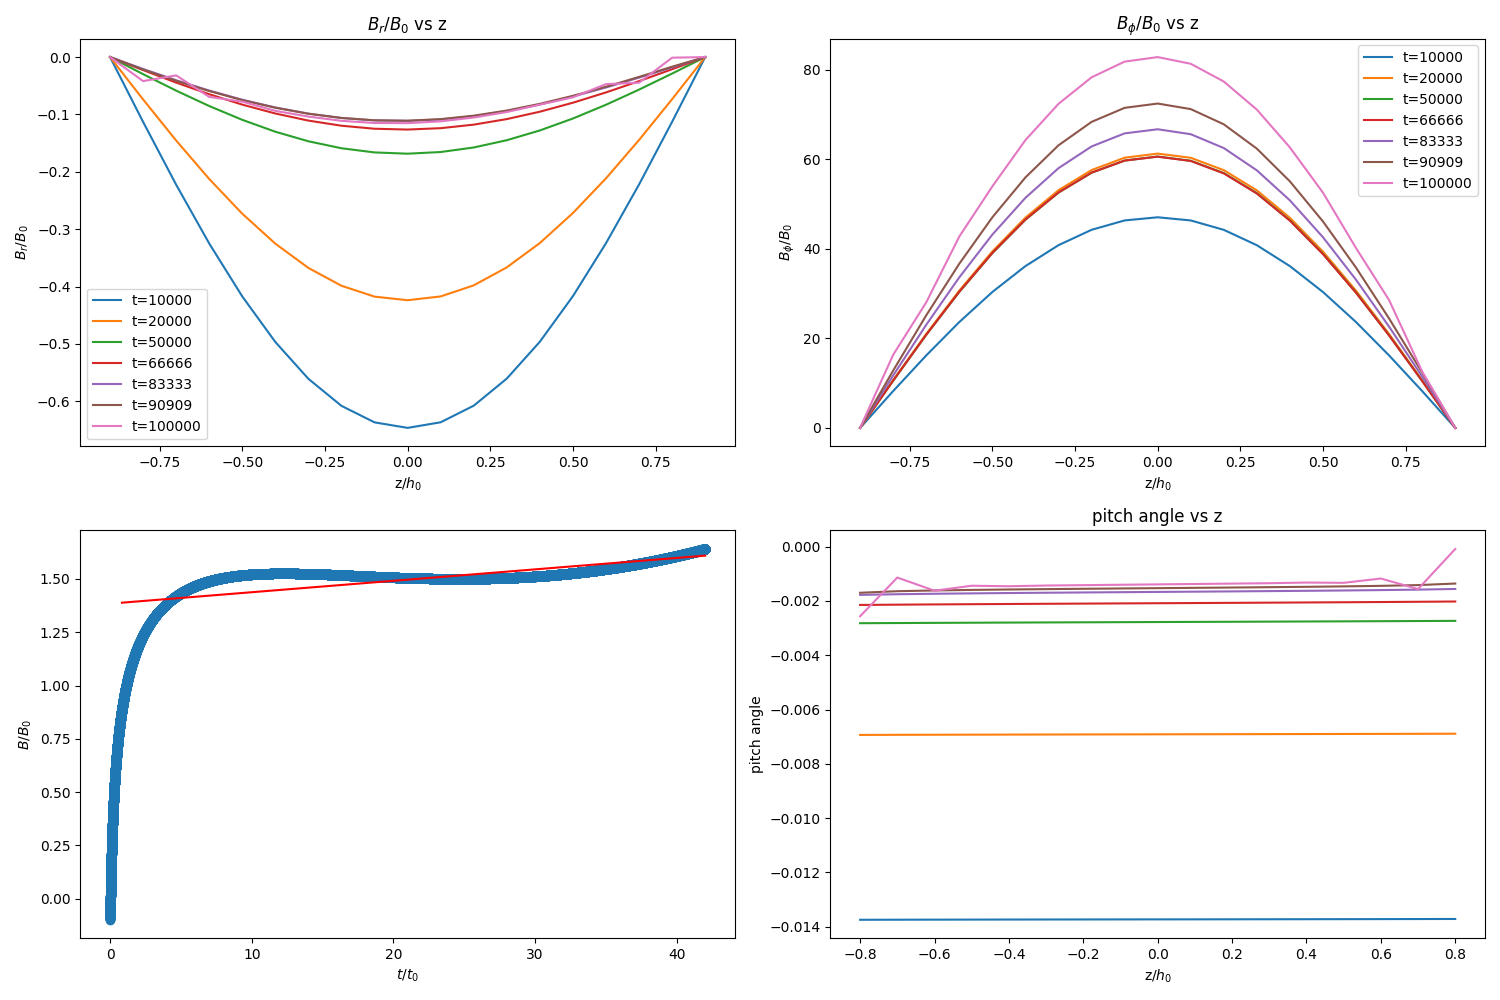 B_r/B_0 vs z
0.0
−0.1
−0.2
−0.3
−0.4
−0.5
−0.6
B_r/B_0
t=10000
t=20000
t=50000
t=66666
t=83333
t=90909
t=100000
−0.75 −0.50 −0.25 0.00 0.25 0.50 0.75
z/h_0
B_ϕ/B_0 vs z
80
60
40
20
0
B_ϕ/B_0
t=10000
t=20000
t=50000
t=66666
t=83333
t=90909
t=100000
−0.75 −0.50 −0.25 0.00 0.25 0.50 0.75
z/h_0
1.50
1.25
1.00
0.75
0.50
0.25
0.00
B/B_0
0 10 20 30 40
t/t_0
pitch angle vs z
0.000
−0.002
−0.004
−0.006
−0.008
−0.010
−0.012
−0.014
pitch angle
−0.8 −0.6 −0.4 −0.2 0.0 0.2 0.4 0.6 0.8
z/h_0